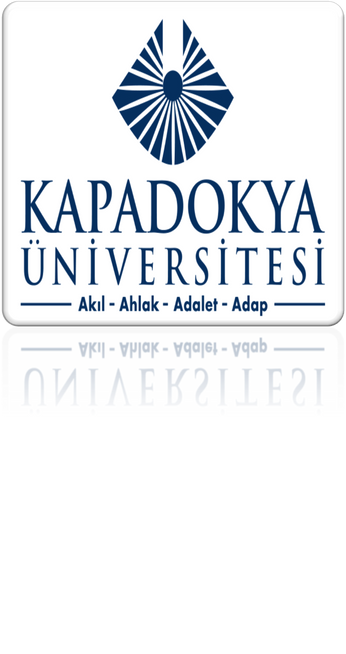 KAPADOKYA
ÜNİVERSİTESİ
Akıl - Ahlak - Adalet - Adap